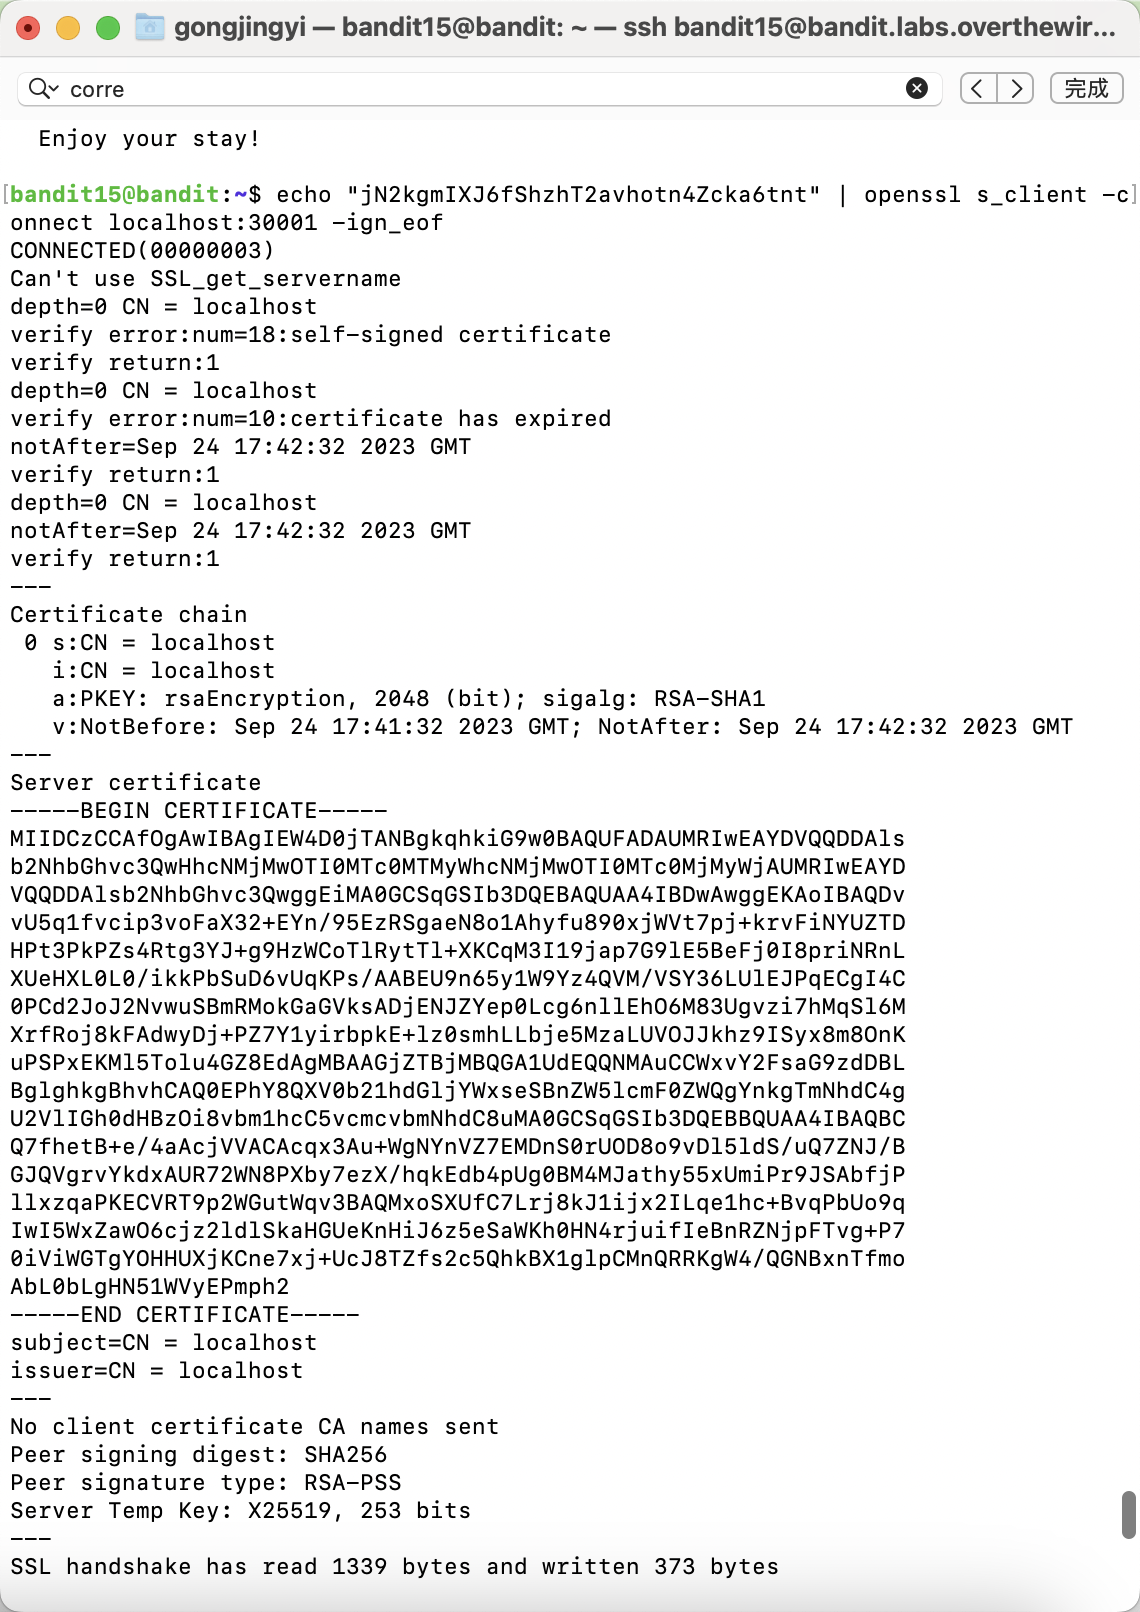 gongjingyi — bandit15@bandit: ~ — ssh bandit15@bandit.labs.overthewir...
corre
完成
  Enjoy your stay!
[bandit15@bandit:~$ echo "jN2kgmIXJ6fShzhT2avhotn4Zcka6tnt" | openssl s_client -c]
onnect localhost:30001 -ign_eof
CONNECTED(00000003)
Can't use SSL_get_servername
depth=0 CN = localhost
verify error:num=18:self-signed certificate
verify return:1
depth=0 CN = localhost
verify error:num=10:certificate has expired
notAfter=Sep 24 17:42:32 2023 GMT
verify return:1
depth=0 CN = localhost
notAfter=Sep 24 17:42:32 2023 GMT
verify return:1
---
Certificate chain
 0 s:CN = localhost
   i:CN = localhost
   a:PKEY: rsaEncryption, 2048 (bit); sigalg: RSA-SHA1
   v:NotBefore: Sep 24 17:41:32 2023 GMT; NotAfter: Sep 24 17:42:32 2023 GMT
---
Server certificate
-----BEGIN CERTIFICATE-----
MIIDCzCCAfOgAwIBAgIEW4D0jTANBgkqhkiG9w0BAQUFADAUMRIwEAYDVQQDDAls
b2NhbGhvc3QwHhcNMjMwOTI0MTc0MTMyWhcNMjMwOTI0MTc0MjMyWjAUMRIwEAYD
VQQDDAlsb2NhbGhvc3QwggEiMA0GCSqGSIb3DQEBAQUAA4IBDwAwggEKAoIBAQDv
vU5q1fvcip3voFaX32+EYn/95EzRSgaeN8o1Ahyfu890xjWVt7pj+krvFiNYUZTD
HPt3PkPZs4Rtg3YJ+g9HzWCoTlRytTl+XKCqM3I19jap7G9lE5BeFj0I8priNRnL
XUeHXL0L0/ikkPbSuD6vUqKPs/AABEU9n65y1W9Yz4QVM/VSY36LUlEJPqECgI4C
0PCd2JoJ2NvwuSBmRMokGaGVksADjENJZYep0Lcg6nllEhO6M83Ugvzi7hMqSl6M
XrfRoj8kFAdwyDj+PZ7Y1yirbpkE+lz0smhLLbje5MzaLUVOJJkhz9ISyx8m8OnK
uPSPxEKMl5Tolu4GZ8EdAgMBAAGjZTBjMBQGA1UdEQQNMAuCCWxvY2FsaG9zdDBL
BglghkgBhvhCAQ0EPhY8QXV0b21hdGljYWxseSBnZW5lcmF0ZWQgYnkgTmNhdC4g
U2VlIGh0dHBzOi8vbm1hcC5vcmcvbmNhdC8uMA0GCSqGSIb3DQEBBQUAA4IBAQBC
Q7fhetB+e/4aAcjVVACAcqx3Au+WgNYnVZ7EMDnS0rUOD8o9vDl5ldS/uQ7ZNJ/B
GJQVgrvYkdxAUR72WN8PXby7ezX/hqkEdb4pUg0BM4MJathy55xUmiPr9JSAbfjP
llxzqaPKECVRT9p2WGutWqv3BAQMxoSXUfC7Lrj8kJ1ijx2ILqe1hc+BvqPbUo9q
IwI5WxZawO6cjz2ldlSkaHGUeKnHiJ6z5eSaWKh0HN4rjuifIeBnRZNjpFTvg+P7
0iViWGTgYOHHUXjKCne7xj+UcJ8TZfs2c5QhkBX1glpCMnQRRKgW4/QGNBxnTfmo
AbL0bLgHN51WVyEPmph2
-----END CERTIFICATE-----
subject=CN = localhost
issuer=CN = localhost
---
No client certificate CA names sent
Peer signing digest: SHA256
Peer signature type: RSA-PSS
Server Temp Key: X25519, 253 bits
---
SSL handshake has read 1339 bytes and written 373 bytes